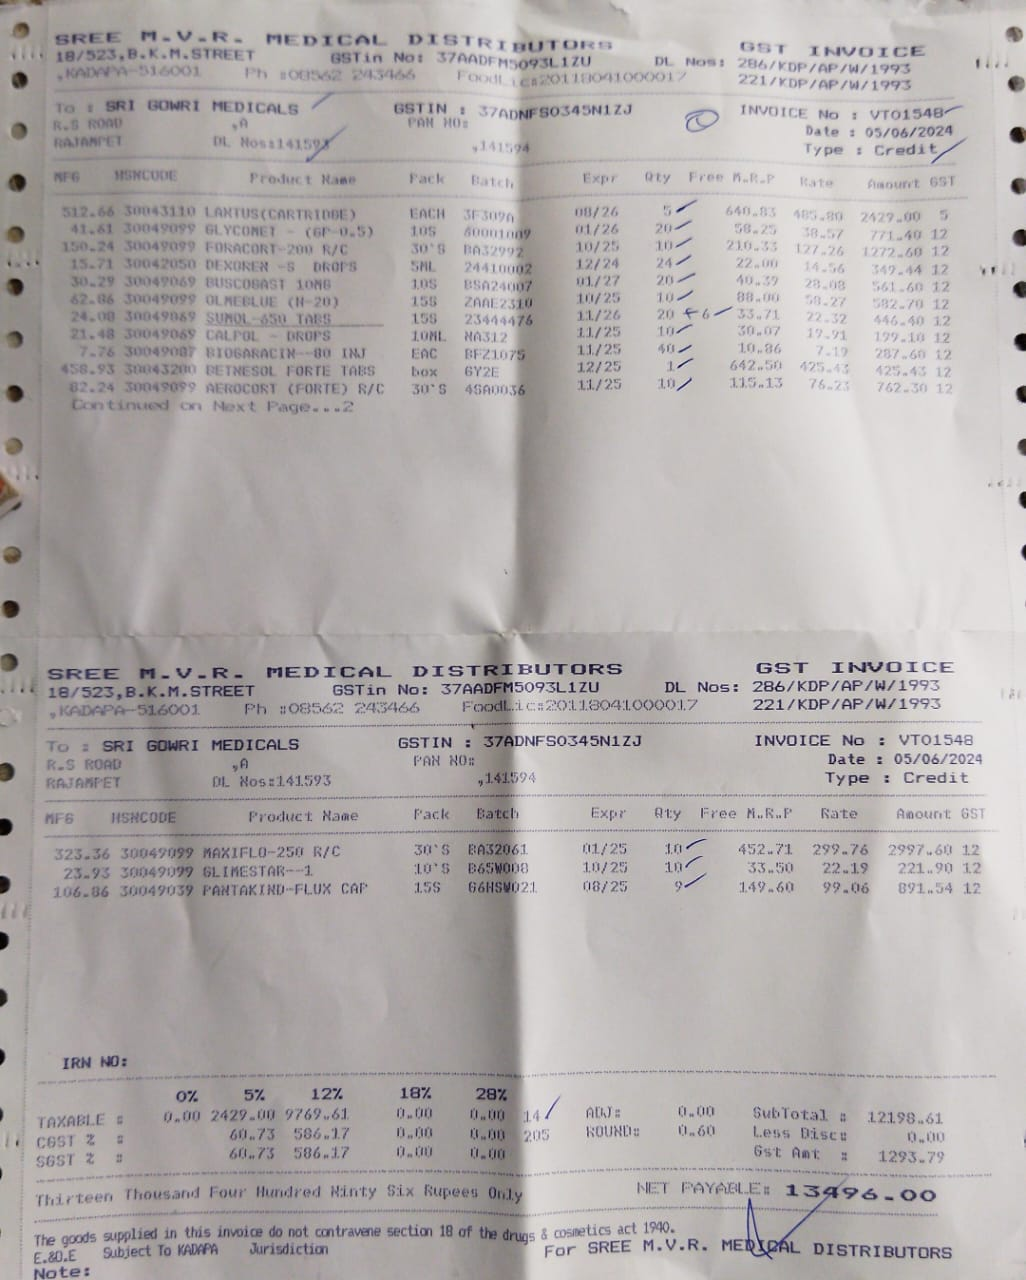 SREE M.V.R. MEDICAL DISTRIBUTORS GST INVOICE
18/523,B.K.M.STREET GSTin No: 37AADFM5093L1ZU DL Nos: 286/KDP/AP/W/1993
,KADAPA-516001 Ph :08562 243466 FoodLic:20118041000017 221/KDP/AP/W/1993
To : SRI GOWRI MEDICALS GSTIN : 37ADNFS0345N1ZJ INVOICE No : VT01548
R.S ROAD ,A PAN NO: Date : 05/06/2024
RAJAMPET DL Nos:141593 ,141594 Type : Credit
MFG HSNCODE Product Name Pack Batch Expr Qty Free M.R.P Rate Amount GST
512.66 30043110 LANTUS(CARTRIDGE) EACH 3F309A 08/26 5 640.83 485.80 2429.00 5
41.61 30049099 GLYCOMET - (GP-0.5) 10S 60001009 01/26 20 58.25 38.57 771.40 12
150.24 30049099 FORACORT-200 R/C 30'S BA32992 10/25 10 210.33 127.26 1272.60 12
15.71 30042050 DEXOREN -S DROPS 5ML 24410002 12/24 24 22.00 14.56 349.44 12
30.29 30049069 BUSCOGAST 10MG 10S BSA24007 01/27 20 40.39 28.08 561.60 12
62.86 30049099 OLMEBLUE (H-20) 15S ZAAE2310 10/25 10 88.00 58.27 582.70 12
24.08 30049069 SUMOL-650 TABS 15S 23444476 11/26 20 + 6 33.71 22.32 446.40 12
21.48 30049069 CALPOL - DROPS 10ML NA312 11/25 10 30.07 19.91 199.10 12
7.76 30049087 BIOGARACIN--80 INJ EAC BFZ1075 11/25 40 10.86 7.19 287.60 12
458.93 30043200 BETNESOL FORTE TABS box GY2E 12/25 1 642.50 425.43 425.43 12
82.24 30049099 AEROCORT (FORTE) R/C 30'S 4SA0036 11/25 10 115.13 76.23 762.30 12
Continued on Next Page...2
SREE M.V.R. MEDICAL DISTRIBUTORS GST INVOICE
18/523,B.K.M.STREET GSTin No: 37AADFM5093L1ZU DL Nos: 286/KDP/AP/W/1993
,KADAPA-516001 Ph :08562 243466 FoodLic:20118041000017 221/KDP/AP/W/1993
To : SRI GOWRI MEDICALS GSTIN : 37ADNFS0345N1ZJ INVOICE No : VT01548
R.S ROAD ,A PAN NO: Date : 05/06/2024
RAJAMPET DL Nos:141593 ,141594 Type : Credit
MFG HSNCODE Product Name Pack Batch Expr Qty Free M.R.P Rate Amount GST
323.36 30049099 MAXIFLO-250 R/C 30'S BA32061 01/25 10 452.71 299.76 2997.60 12
23.93 30049099 GLIMESTAR--1 10'S B65W008 10/25 10 33.50 22.19 221.90 12
106.86 30049039 PANTAKIND-FLUX CAP 15S G6HSW021 08/25 9 149.60 99.06 891.54 12
IRN NO:
0% 5% 12% 18% 28%
TAXABLE : 0.00 2429.00 9769.61 0.00 0.00 14 ADJ: 0.00 SubTotal : 12198.61
CGST % : 60.73 586.17 0.00 0.00 205 ROUND: 0.60 Less Disc: 0.00
SGST % : 60.73 586.17 0.00 0.00 Gst Amt : 1293.79
Thirteen Thousand Four Hundred Ninty Six Rupees Only NET PAYABLE: 13496.00
The goods supplied in this invoice do not contravene section 18 of the drugs & cosmetics act 1940.
E.&O.E Subject To KADAPA Jurisdiction For SREE M.V.R. MEDICAL DISTRIBUTORS
Note: